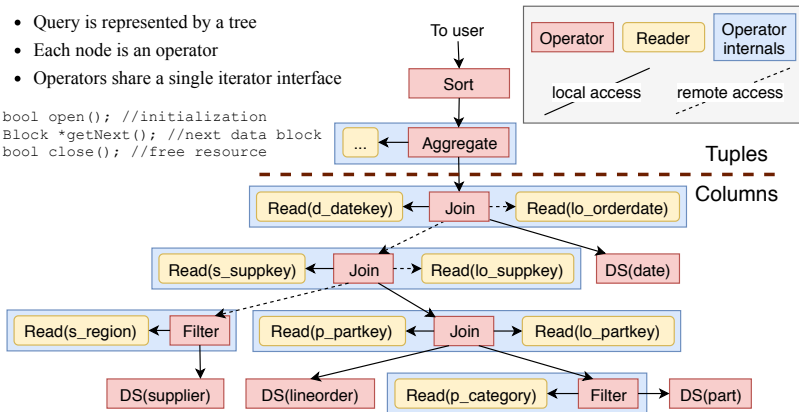 • Query is represented by a tree
• Each node is an operator
• Operators share a single iterator interface
bool open(); //initialization
Block *getNext(); //next data block
bool close(); //free resource
To user
Operator
Reader
Operator
internals
local access
remote access
Sort
...
Aggregate
Tuples
Columns
Read(d_datekey)
Join
Read(lo_orderdate)
Read(s_suppkey)
Join
Read(lo_suppkey)
DS(date)
Read(s_region)
Filter
Read(p_partkey)
Join
Read(lo_partkey)
DS(supplier)
DS(lineorder)
Read(p_category)
Filter
DS(part)